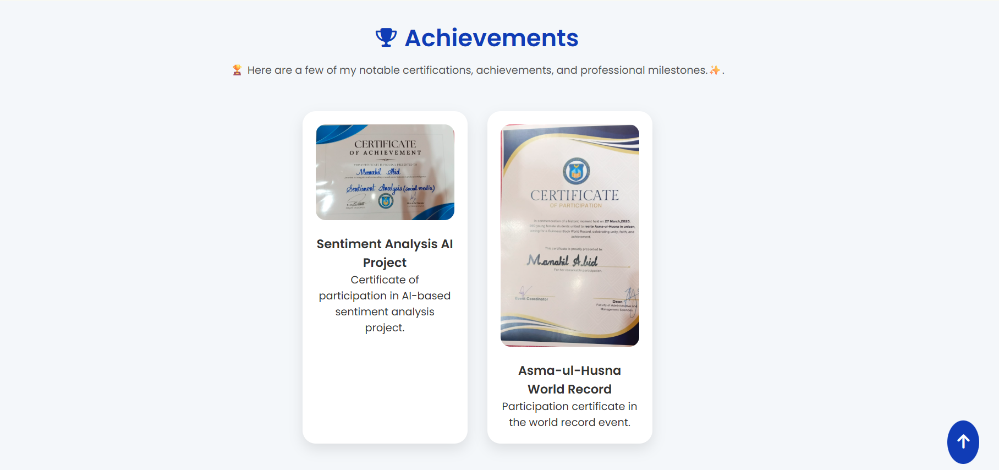 Achievements
Here are a few of my notable certifications, achievements, and professional milestones. .
CERTIFICATE
OF ACHIEVEMENT
THIS CERTIFICATE IS PROUDLY PRESENTED TO
Manahil Abid
Sentiment Analysis (social media)
Sentiment Analysis AI
Project
Certificate of
participation in AI-based
sentiment analysis
project.
CERTIFICATE
OF PARTICIPATION
In commemoration of a historic moment held on 27 March,2025.
young female students united to recite Asma-ul-Husna in unison,
for a Guinness Book World Record, celebrating unity, faith, and
achievement.
This certificate is proudly presented to:
Manahil Abid
For her remarkable participation.
Event Coordinator
Dean
Faculty of Administrative and
Management Sciences
Asma-ul-Husna
World Record
Participation certificate in
the world record event.